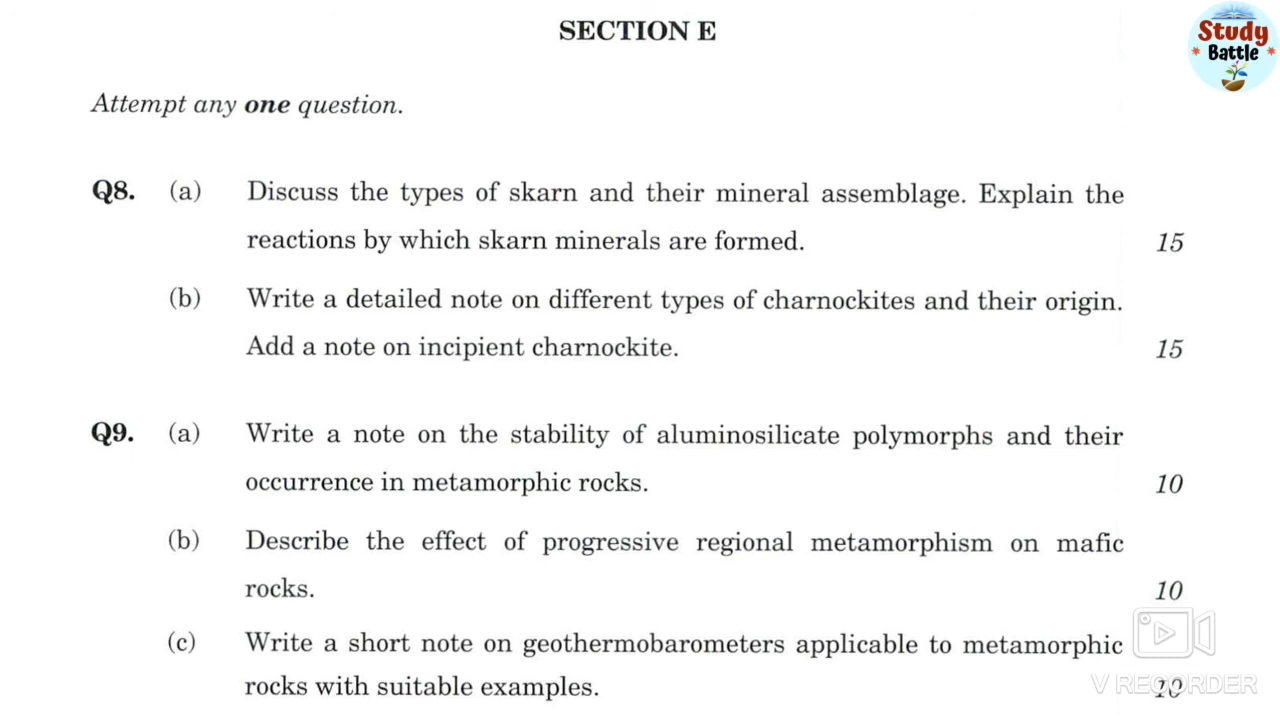 SECTION E
Study
Battle
Attempt any one question.
Q8. (a) Discuss the types of skarn and their mineral assemblage. Explain the
reactions by which skarn minerals are formed. 15
(b) Write a detailed note on different types of charnockites and their origin.
Add a note on incipient charnockite. 15
Q9. (a) Write a note on the stability of aluminosilicate polymorphs and their
occurrence in metamorphic rocks. 10
(b) Describe the effect of progressive regional metamorphism on mafic
rocks. 10
(c) Write a short note on geothermobarometers applicable to metamorphic
rocks with suitable examples. 10
V RECORDER